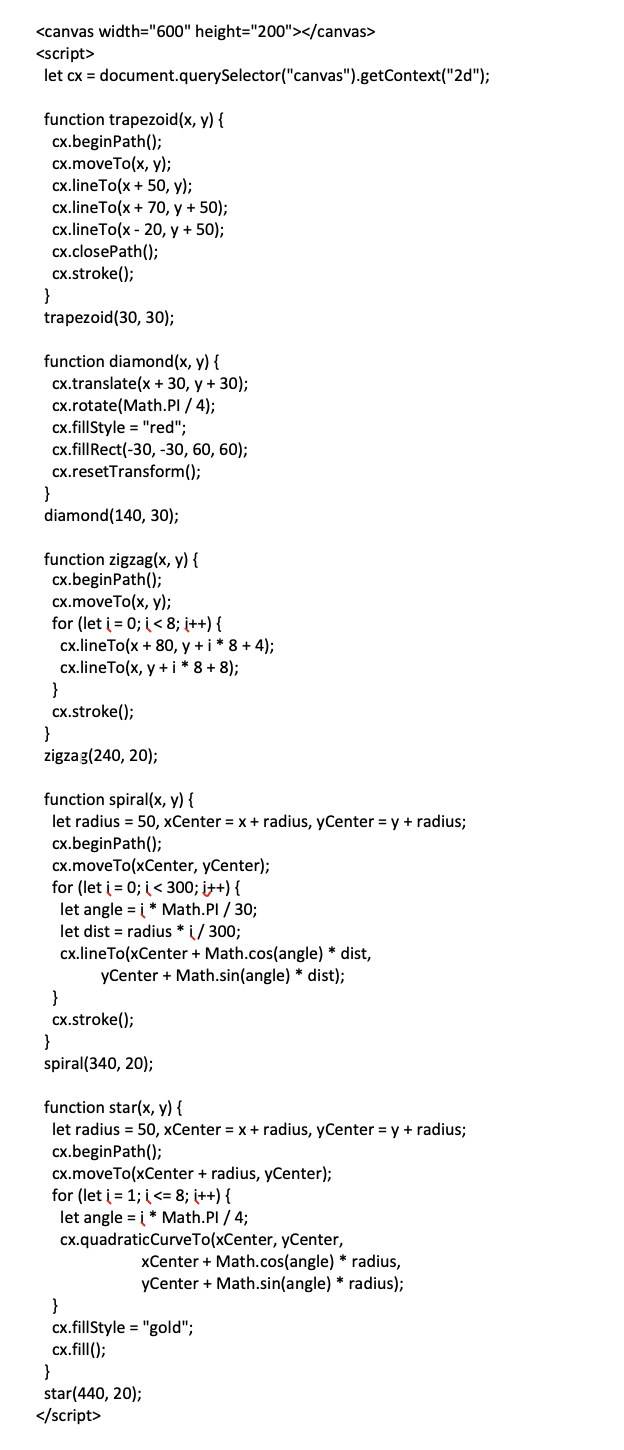 <canvas width="600" height="200"></canvas>
<script>
let cx = document.querySelector("canvas").getContext("2d");
function trapezoid(x, y) {
cx.beginPath();
cx.moveTo(x, y);
cx.lineTo(x + 50, y);
cx.lineTo(x + 70, y + 50);
cx.lineTo(x - 20, y + 50);
cx.closePath();
cx.stroke();
}
trapezoid(30, 30);
function diamond(x, y) {
cx.translate(x + 30, y + 30);
cx.rotate(Math.PI / 4);
cx.fillStyle = "red";
cx.fillRect(-30, -30, 60, 60);
cx.resetTransform();
}
diamond(140, 30);
function zigzag(x, y) {
cx.beginPath();
cx.moveTo(x, y);
for (let i = 0; i < 8; i++) {
cx.lineTo(x + 80, y + i * 8 + 4);
cx.lineTo(x, y + i * 8 + 8);
}
cx.stroke();
}
zigzag(240, 20);
function spiral(x, y) {
let radius = 50, xCenter = x + radius, yCenter = y + radius;
cx.beginPath();
cx.moveTo(xCenter, yCenter);
for (let i = 0; i < 300; i++) {
let angle = i * Math.PI / 30;
let dist = radius * i / 300;
cx.lineTo(xCenter + Math.cos(angle) * dist,
yCenter + Math.sin(angle) * dist);
}
cx.stroke();
}
spiral(340, 20);
function star(x, y) {
let radius = 50, xCenter = x + radius, yCenter = y + radius;
cx.beginPath();
cx.moveTo(xCenter + radius, yCenter);
for (let i = 1; i <= 8; i++) {
let angle = i * Math.PI / 4;
cx.quadraticCurveTo(xCenter, yCenter,
xCenter + Math.cos(angle) * radius,
yCenter + Math.sin(angle) * radius);
}
cx.fillStyle = "gold";
cx.fill();
}
star(440, 20);
</script>